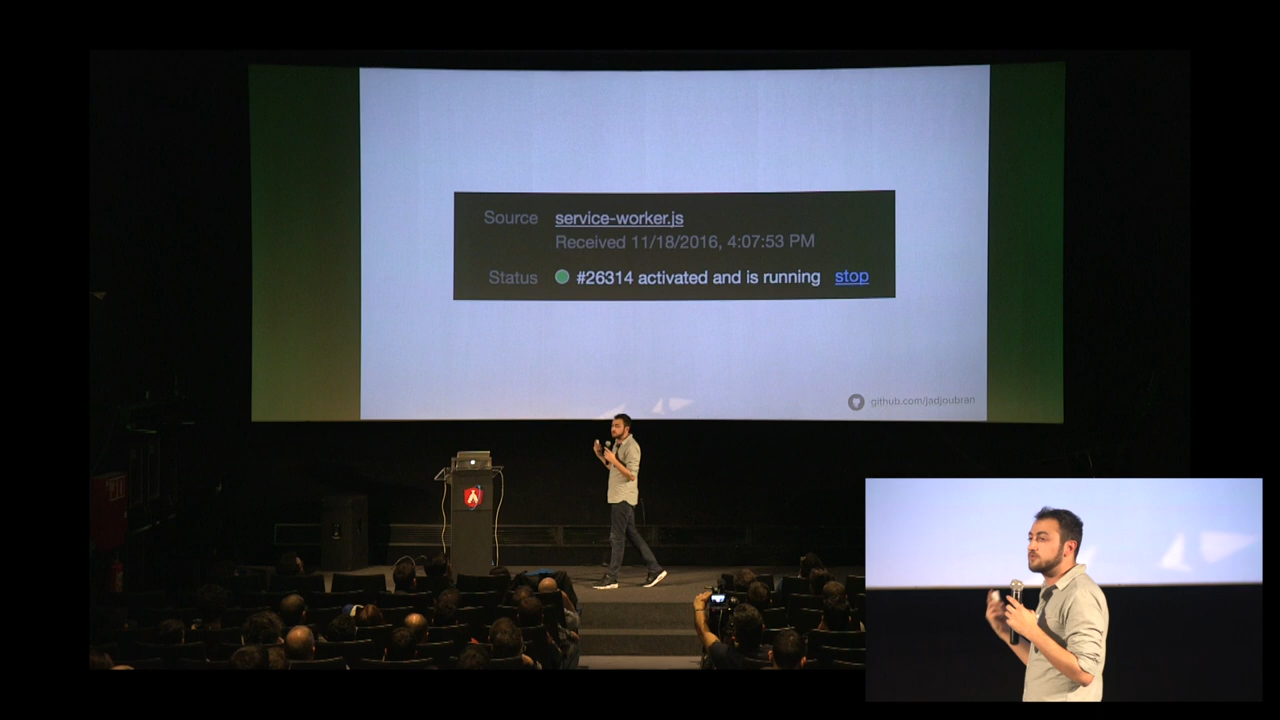 Source service-worker.js
Received 11/18/2016, 4:07:53 PM
Status #26314 activated and is running stop
github.com/jadjoubran